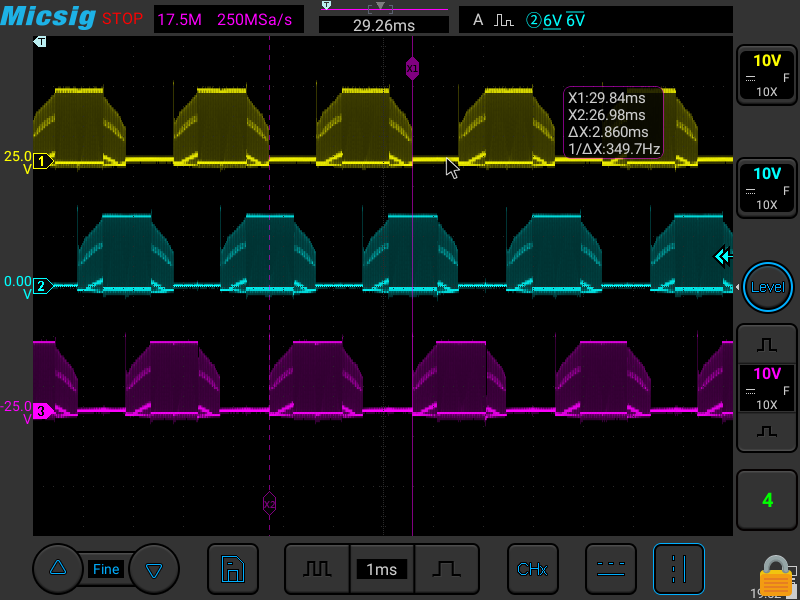 Micsig STOP 17.5M 250MSa/s T 29.26ms A ②6V 6V
T
X1
10V
F
10X
X1:29.84ms
X2:26.98ms
ΔX:2.860ms
1/ΔX:349.7Hz
25.0
V
1
10V
F
10X
0.00
V
2
Level
10V
F
10X
-25.0
V
3
X2
4
Fine
1ms
CHx